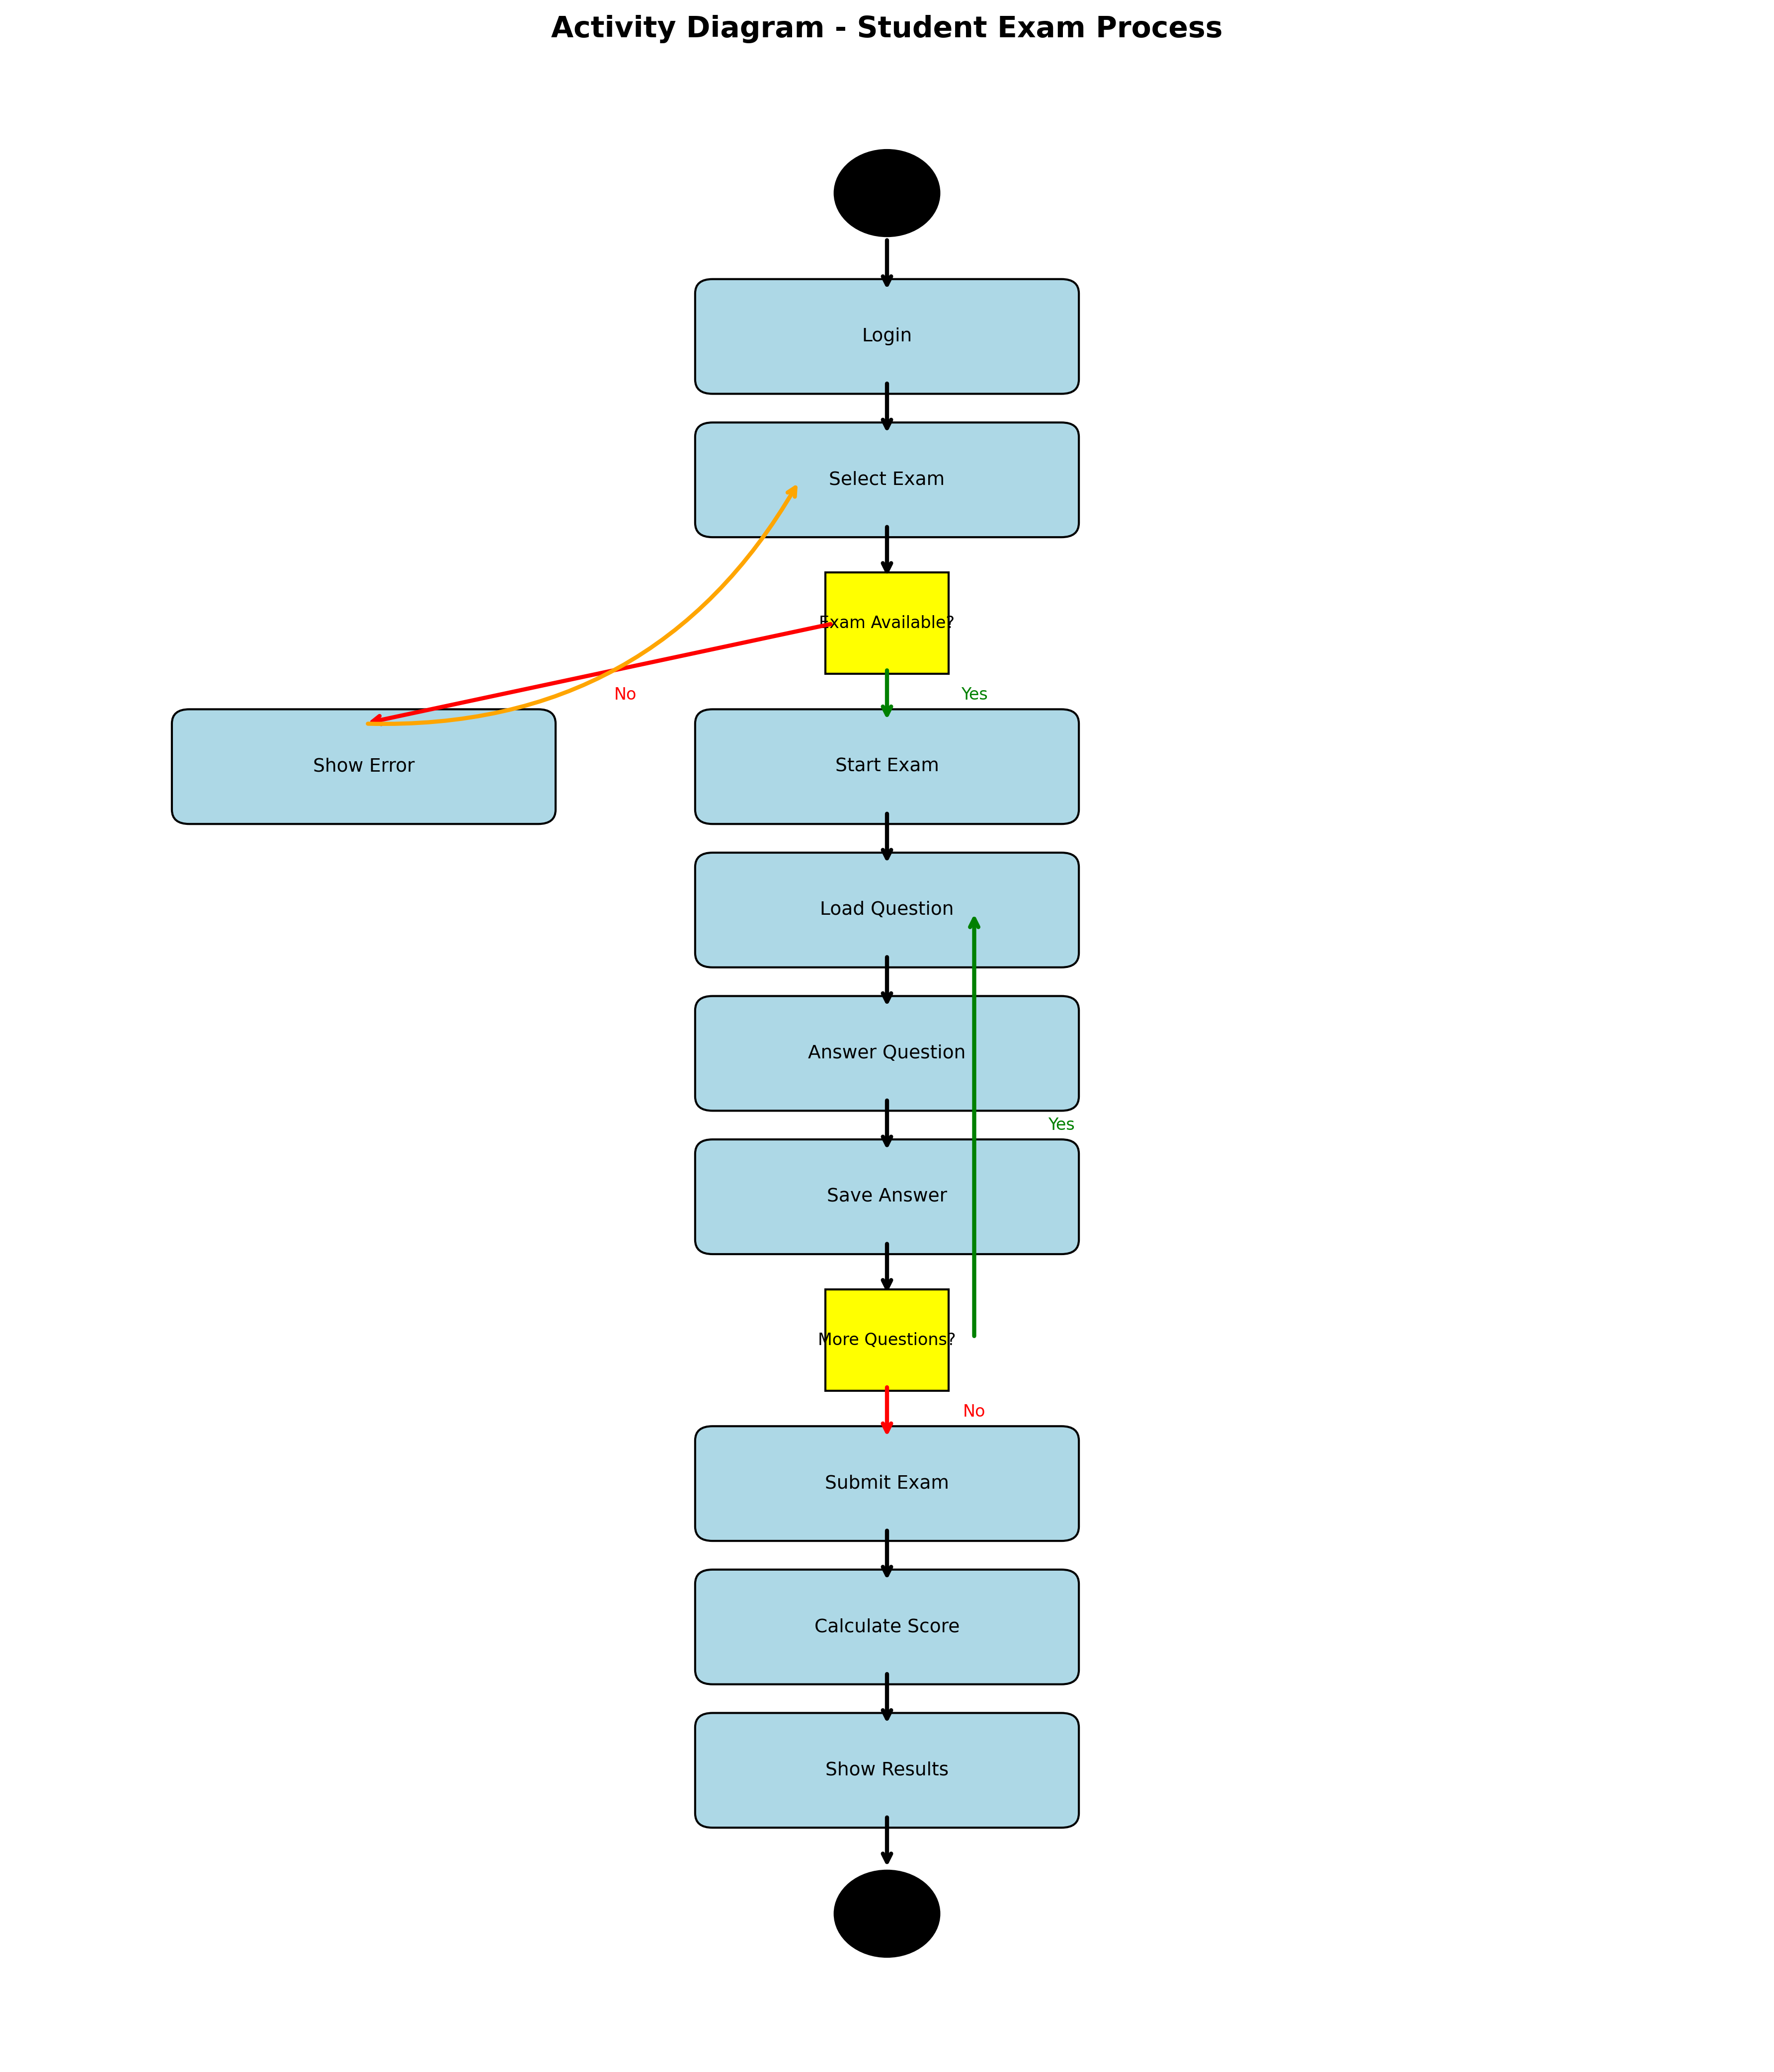 Activity Diagram - Student Exam Process
Login
Select Exam
Exam Available?
No
Yes
Show Error
Start Exam
Load Question
Answer Question
Yes
Save Answer
More Questions?
No
Submit Exam
Calculate Score
Show Results